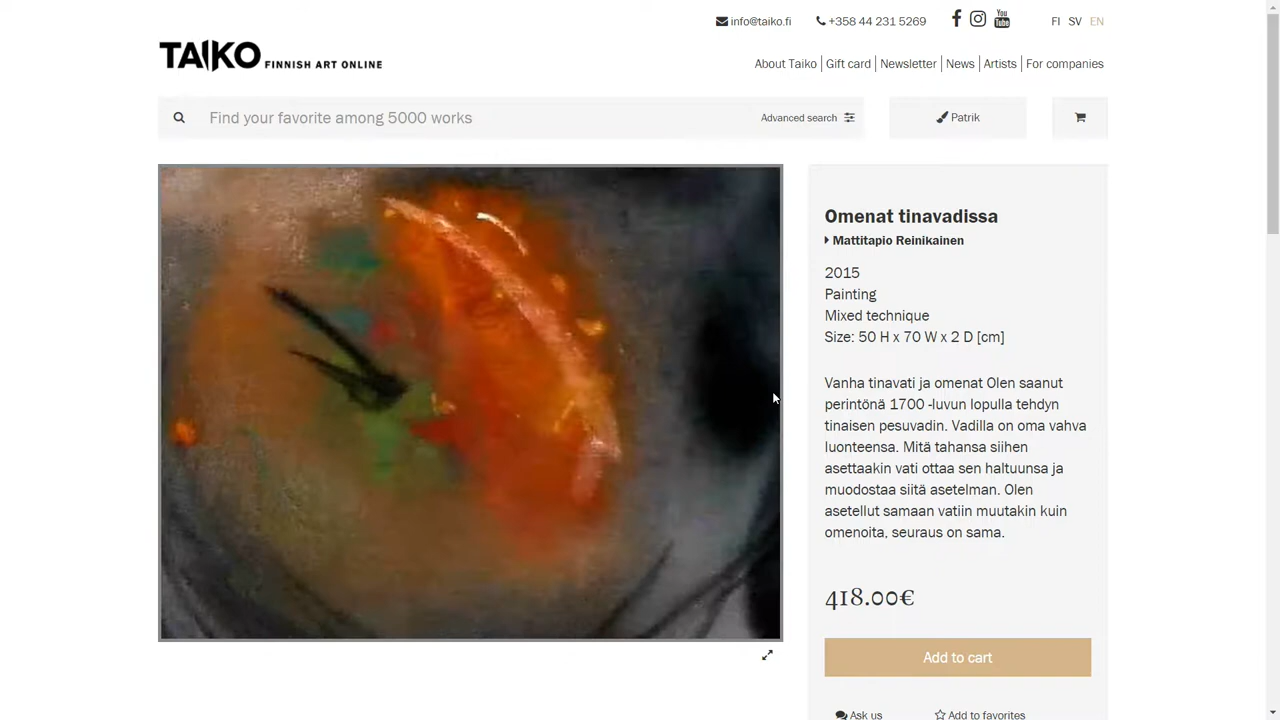 info@taiko.fi +358 44 231 5269 You Tube FI SV EN
TAIKO FINNISH ART ONLINE
About Taiko Gift card Newsletter News Artists For companies
Find your favorite among 5000 works Advanced search Patrik
Omenat tinavadissa
Mattitapio Reinikainen
2015
Painting
Mixed technique
Size: 50 H x 70 W x 2 D [cm]
Vanha tinavati ja omenat Olen saanut
perintönä 1700 -luvun lopulla tehdyn
tinaisen pesuvadin. Vadilla on oma vahva
luonteensa. Mitä tahansa siihen
asettaakin vati ottaa sen haltuunsa ja
muodostaa siitä asetelman. Olen
asetellut samaan vatiin muutakin kuin
omenoita, seuraus on sama.
418.00€
Add to cart
Ask us Add to favorites